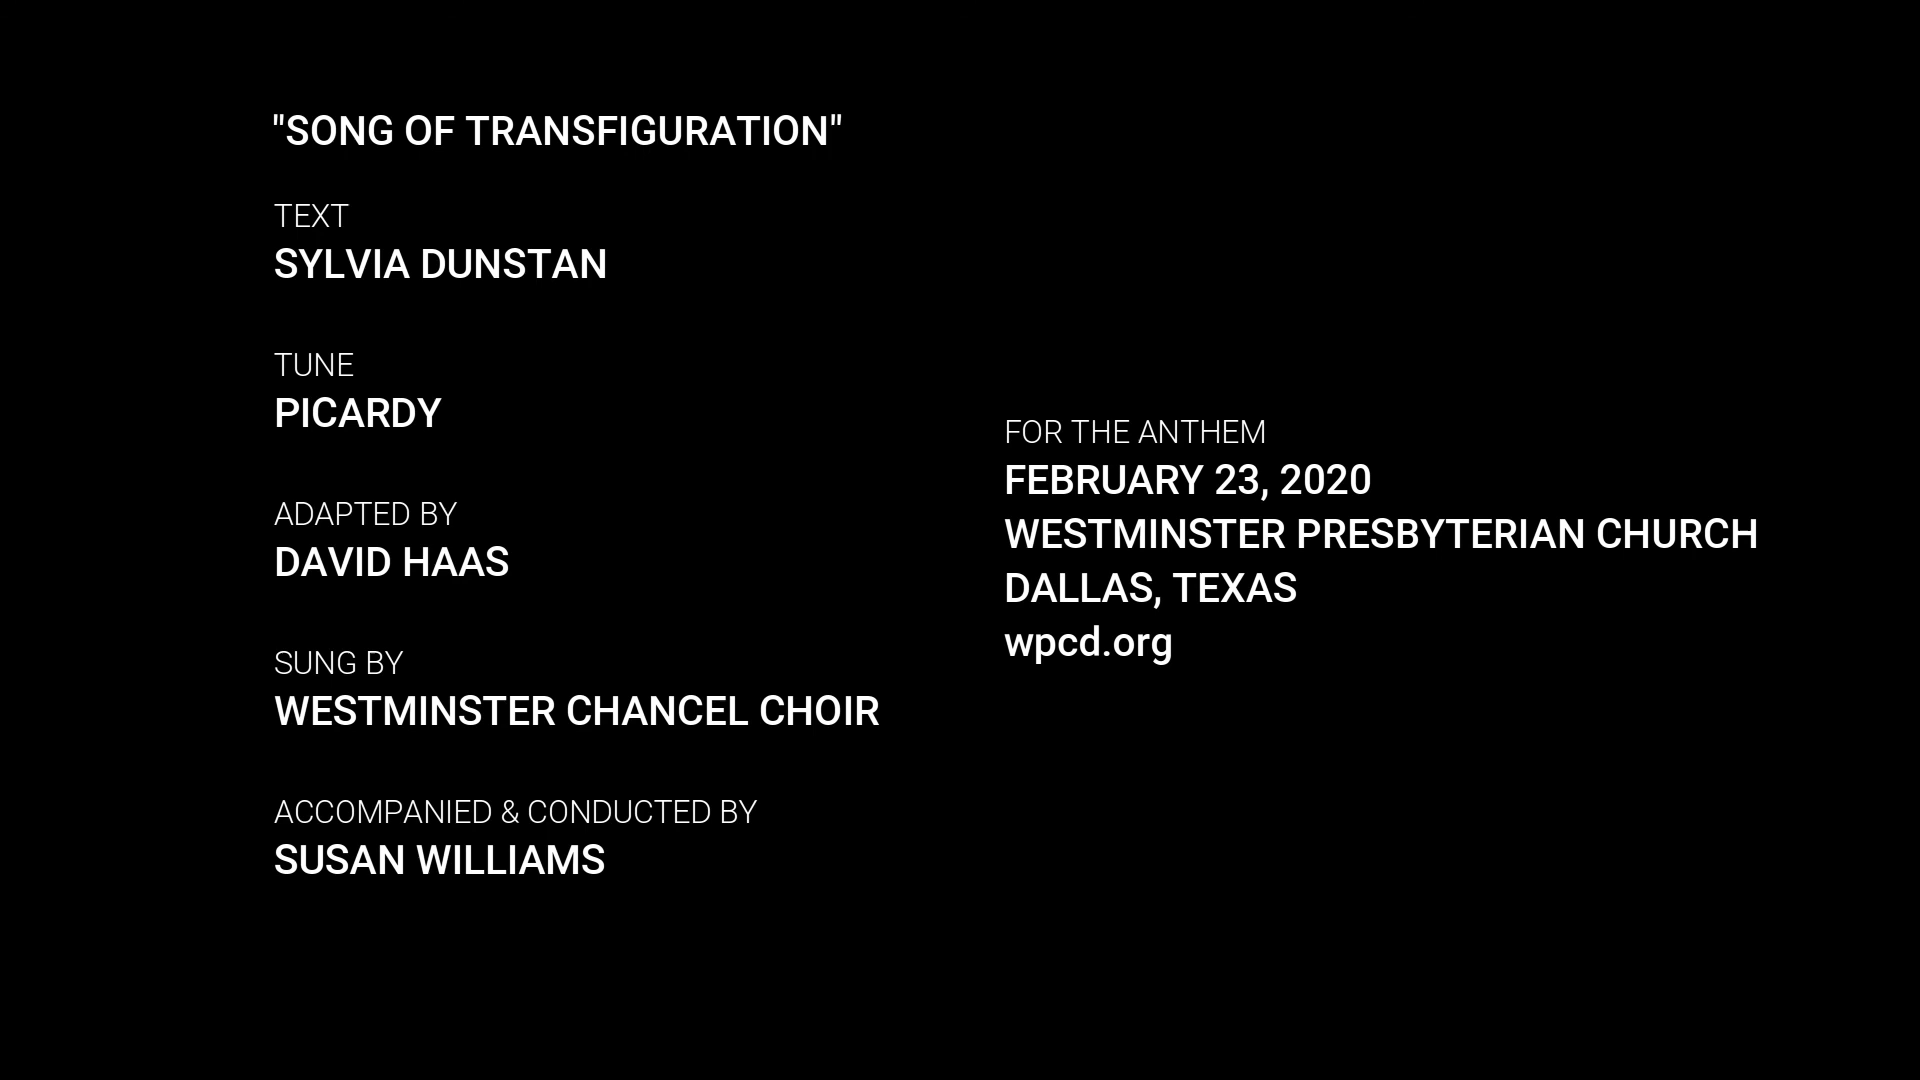 "SONG OF TRANSFIGURATION"
TEXT
SYLVIA DUNSTAN
TUNE
PICARDY
ADAPTED BY
DAVID HAAS
SUNG BY
WESTMINSTER CHANCEL CHOIR
ACCOMPANIED & CONDUCTED BY
SUSAN WILLIAMS
FOR THE ANTHEM
FEBRUARY 23, 2020
WESTMINSTER PRESBYTERIAN CHURCH
DALLAS, TEXAS
wpcd.org